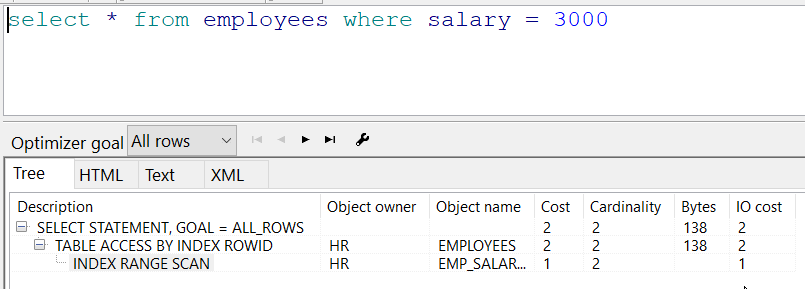 select * from employees where salary = 3000
Optimizer goal All rows
Tree HTML Text XML
Description Object owner Object name Cost Cardinality Bytes IO cost
SELECT STATEMENT, GOAL = ALL_ROWS 2 2 138 2
TABLE ACCESS BY INDEX ROWID HR EMPLOYEES 2 2 138 2
INDEX RANGE SCAN HR EMP_SALAR... 1 2 1